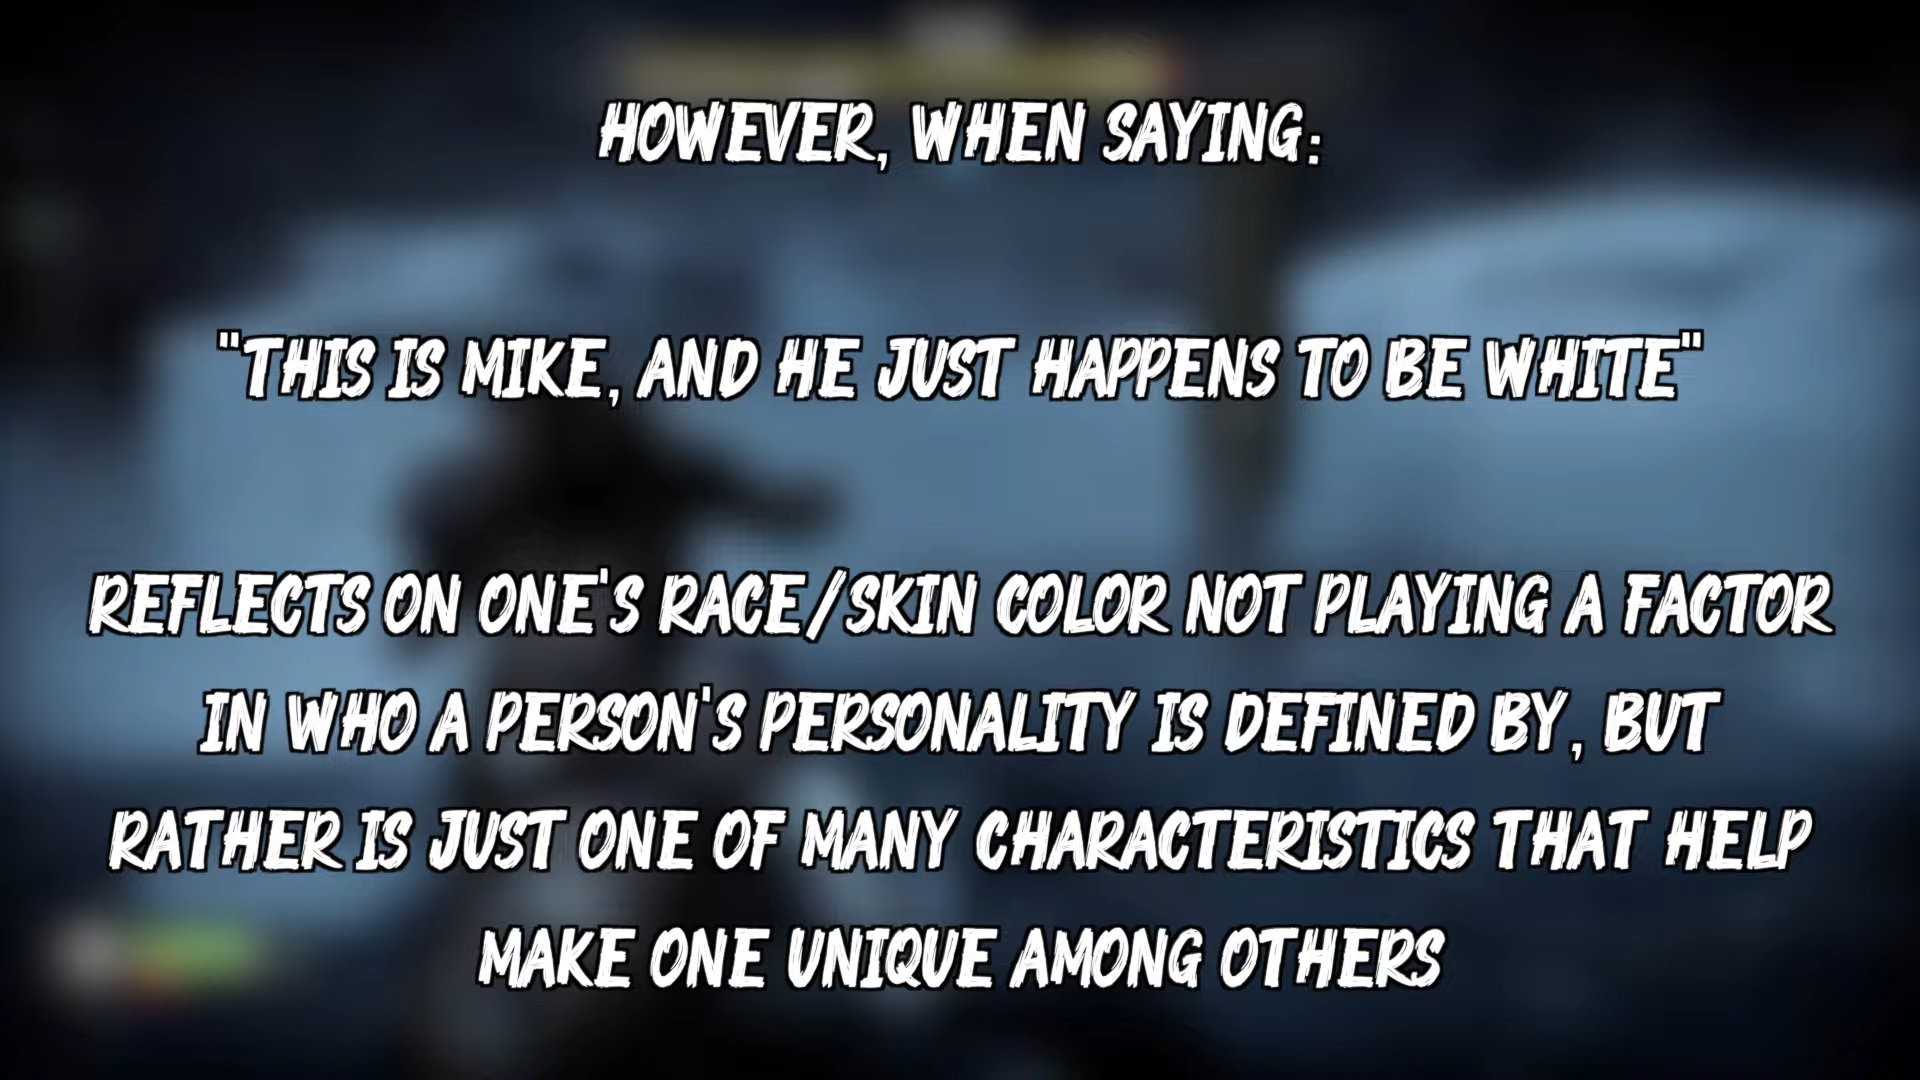 HOWEVER, WHEN SAYING:
"THIS IS MIKE, AND HE JUST HAPPENS TO BE WHITE"
REFLECTS ON ONE'S RACE/SKIN COLOR NOT PLAYING A FACTOR
IN WHO A PERSON'S PERSONALITY IS DEFINED BY, BUT
RATHER IS JUST ONE OF MANY CHARACTERISTICS THAT HELP
MAKE ONE UNIQUE AMONG OTHERS